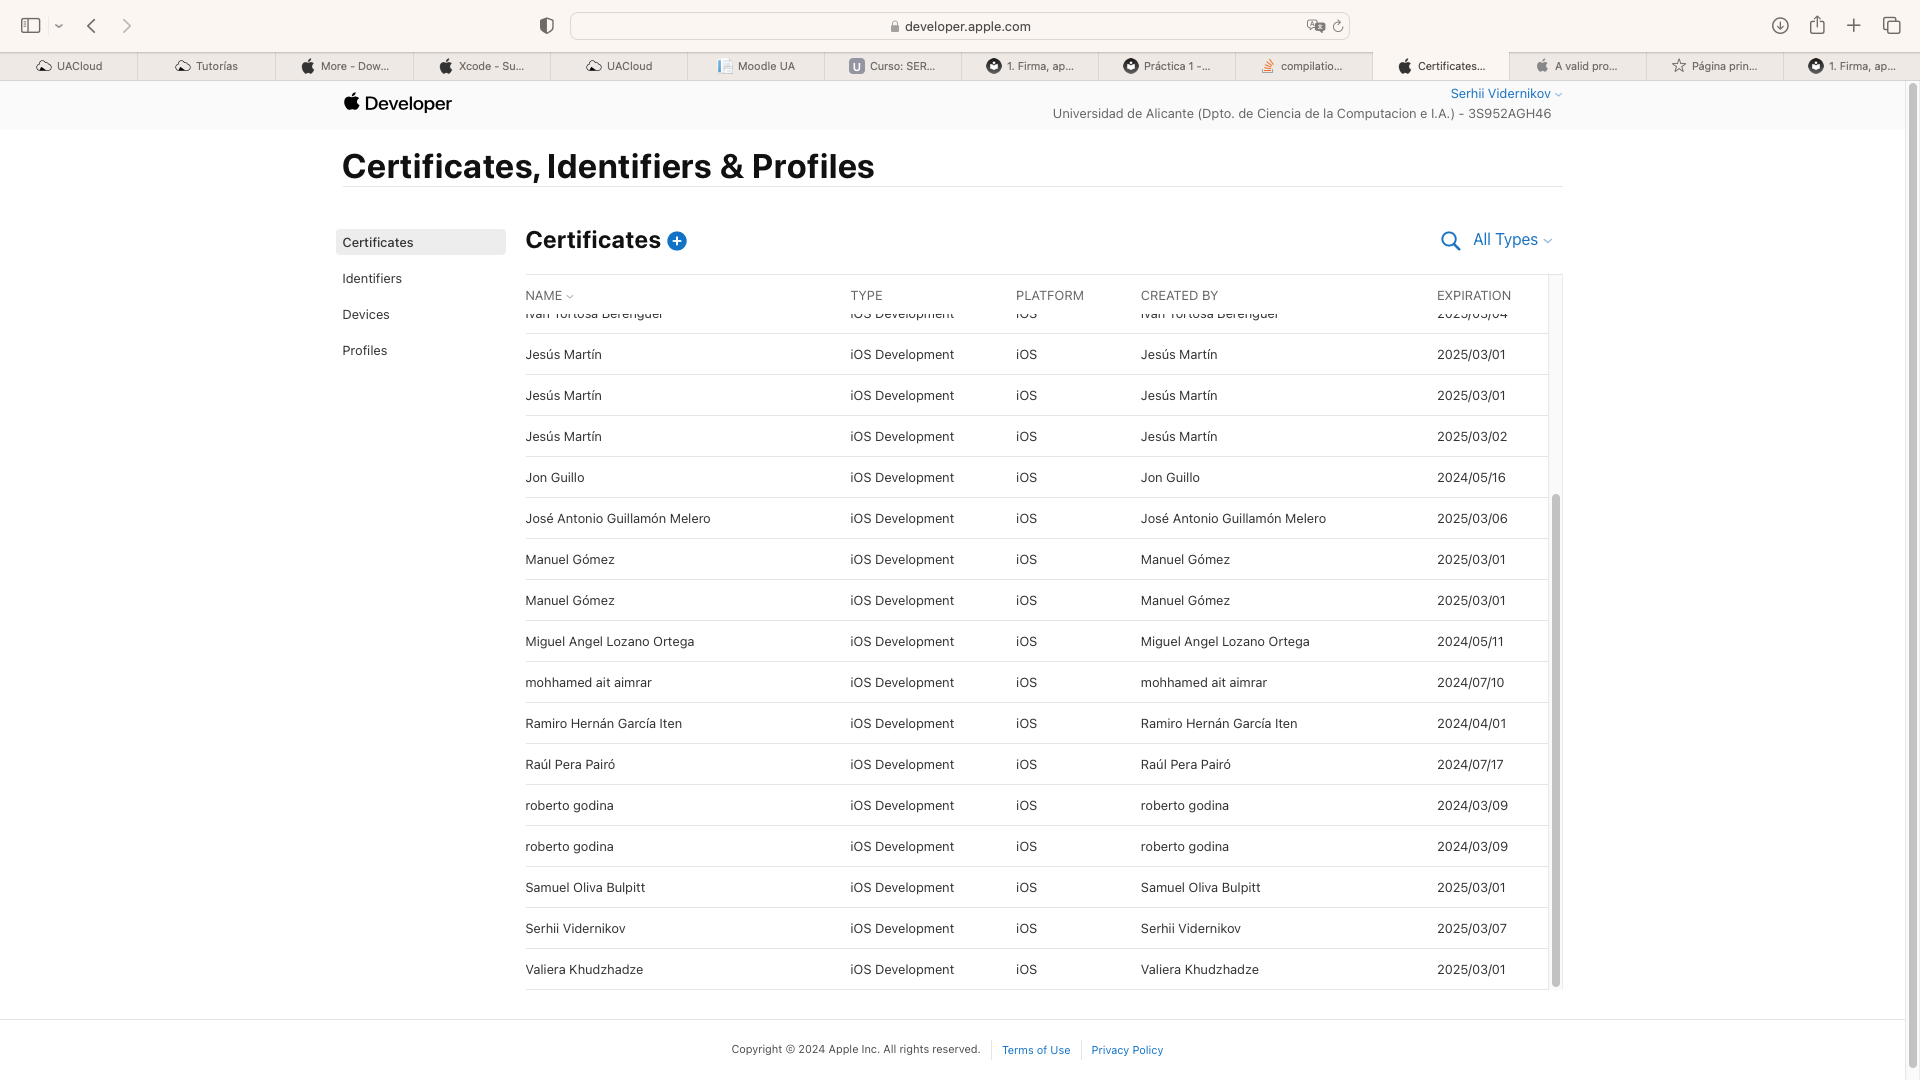 developer.apple.com
UACloud
Tutorías
More - Dow...
Xcode - Su...
UACloud
Moodle UA
Curso: SER...
1. Firma, ap...
Práctica 1 -...
compilatio...
Certificates...
A valid pro...
Página prin...
1. Firma, ap...
Developer
Serhii Vidernikov
Universidad de Alicante (Dpto. de Ciencia de la Computacion e I.A.) - 3S952AGH46
Certificates, Identifiers & Profiles
Certificates
Identifiers
Devices
Profiles
Certificates
All Types
NAME TYPE PLATFORM CREATED BY EXPIRATION
Ivan Tortosa Berenguer iOS Development iOS Ivan Tortosa Berenguer 2025/03/04
Jesús Martín iOS Development iOS Jesús Martín 2025/03/01
Jesús Martín iOS Development iOS Jesús Martín 2025/03/01
Jesús Martín iOS Development iOS Jesús Martín 2025/03/02
Jon Guillo iOS Development iOS Jon Guillo 2024/05/16
José Antonio Guillamón Melero iOS Development iOS José Antonio Guillamón Melero 2025/03/06
Manuel Gómez iOS Development iOS Manuel Gómez 2025/03/01
Manuel Gómez iOS Development iOS Manuel Gómez 2025/03/01
Miguel Angel Lozano Ortega iOS Development iOS Miguel Angel Lozano Ortega 2024/05/11
mohhamed ait aimrar iOS Development iOS mohhamed ait aimrar 2024/07/10
Ramiro Hernán García Iten iOS Development iOS Ramiro Hernán García Iten 2024/04/01
Raúl Pera Pairó iOS Development iOS Raúl Pera Pairó 2024/07/17
roberto godina iOS Development iOS roberto godina 2024/03/09
roberto godina iOS Development iOS roberto godina 2024/03/09
Samuel Oliva Bulpitt iOS Development iOS Samuel Oliva Bulpitt 2025/03/01
Serhii Vidernikov iOS Development iOS Serhii Vidernikov 2025/03/07
Valiera Khudzhadze iOS Development iOS Valiera Khudzhadze 2025/03/01
Copyright © 2024 Apple Inc. All rights reserved. Terms of Use Privacy Policy